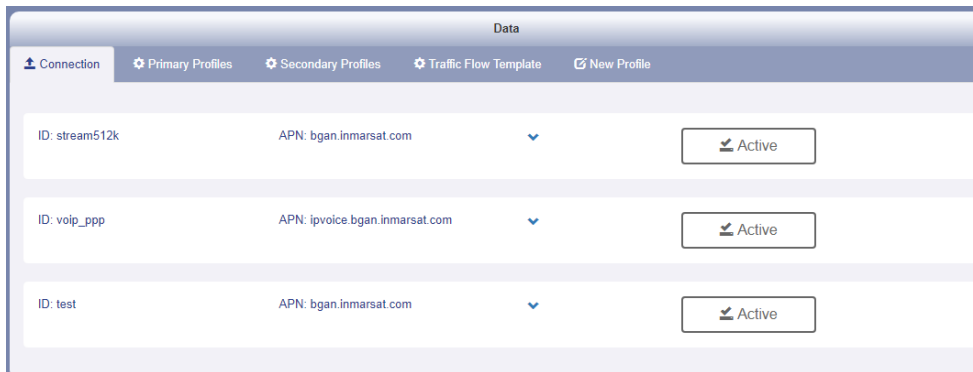 Data
Connection Primary Profiles Secondary Profiles Traffic Flow Template New Profile
ID: stream512k APN: bgan.inmarsat.com Active
ID: voip_ppp APN: ipvoice.bgan.inmarsat.com Active
ID: test APN: bgan.inmarsat.com Active